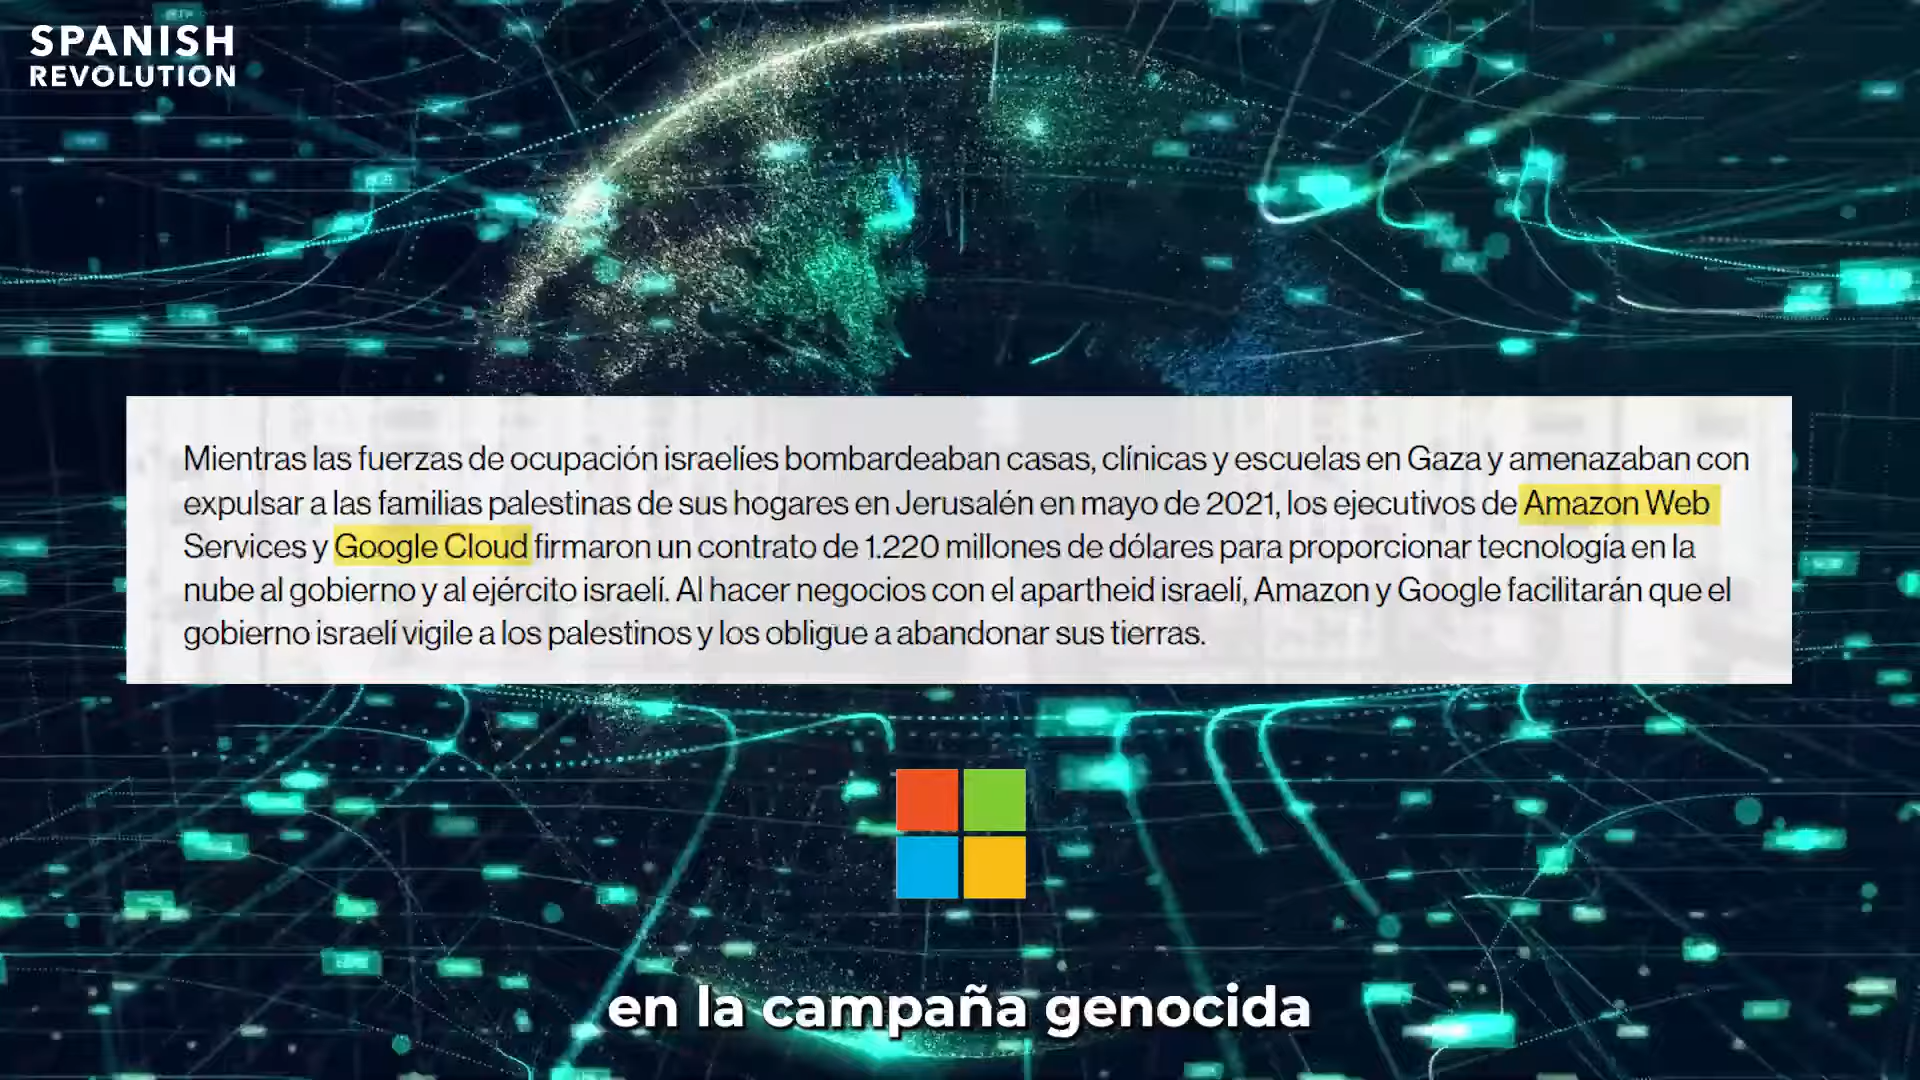 SPANISH
REVOLUTION
Mientras las fuerzas de ocupación israelíes bombardeaban casas, clínicas y escuelas en Gaza y amenazaban con
expulsar a las familias palestinas de sus hogares en Jerusalén en mayo de 2021, los ejecutivos de Amazon Web
Services y Google Cloud firmaron un contrato de 1.220 millones de dólares para proporcionar tecnología en la
nube al gobierno y al ejército israelí. Al hacer negocios con el apartheid israelí, Amazon y Google facilitarán que el
gobierno israelí vigile a los palestinos y los obligue a abandonar sus tierras.
en la campaña genocida